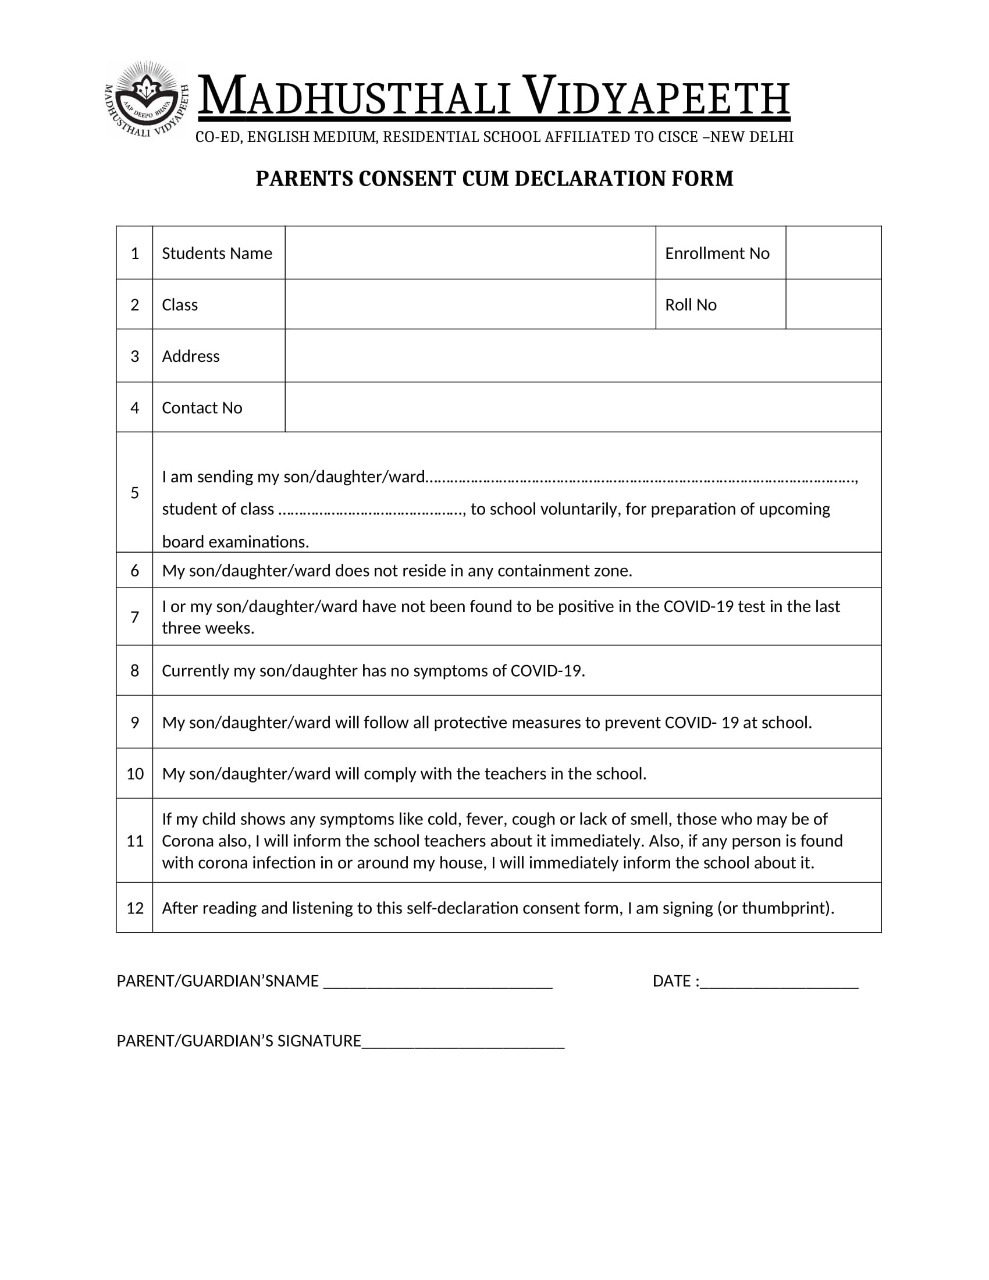 MADHUSTHALI VIDYAPEETH
AAP DEEPO BHAVA
MADHUSTHALI VIDYAPEETH
CO-ED, ENGLISH MEDIUM, RESIDENTIAL SCHOOL AFFILIATED TO CISCE –NEW DELHI
PARENTS CONSENT CUM DECLARATION FORM
1 Students Name Enrollment No
2 Class Roll No
3 Address
4 Contact No
5 I am sending my son/daughter/ward……………………………………………………………………………………………,
student of class ………………………………………, to school voluntarily, for preparation of upcoming
board examinations.
6 My son/daughter/ward does not reside in any containment zone.
7 I or my son/daughter/ward have not been found to be positive in the COVID-19 test in the last
three weeks.
8 Currently my son/daughter has no symptoms of COVID-19.
9 My son/daughter/ward will follow all protective measures to prevent COVID- 19 at school.
10 My son/daughter/ward will comply with the teachers in the school.
11 If my child shows any symptoms like cold, fever, cough or lack of smell, those who may be of
Corona also, I will inform the school teachers about it immediately. Also, if any person is found
with corona infection in or around my house, I will immediately inform the school about it.
12 After reading and listening to this self-declaration consent form, I am signing (or thumbprint).
PARENT/GUARDIAN’SNAME __________________________ DATE :__________________
PARENT/GUARDIAN’S SIGNATURE_______________________